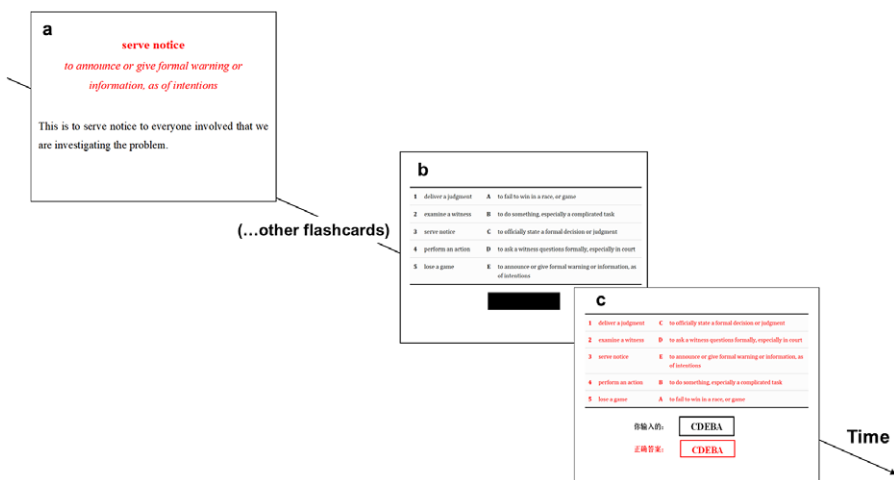 a
serve notice
to announce or give formal warning or
information, as of intentions
This is to serve notice to everyone involved that we
are investigating the problem.
(...other flashcards)
b
1 deliver a judgment A to fail to win in a race, or game
2 examine a witness B to do something, especially a complicated task
3 serve notice C to officially state a formal decision or judgment
4 perform an action D to ask a witness questions formally, especially in court
5 lose a game E to announce or give formal warning or information, as
of intentions
c
1 deliver a judgment C to officially state a formal decision or judgment
2 examine a witness D to ask a witness questions formally, especially in court
3 serve notice E to announce or give formal warning or information, as
of intentions
4 perform an action B to do something, especially a complicated task
5 lose a game A to fail to win in a race, or game
你输入的: CDEBA
正确答案: CDEBA
Time